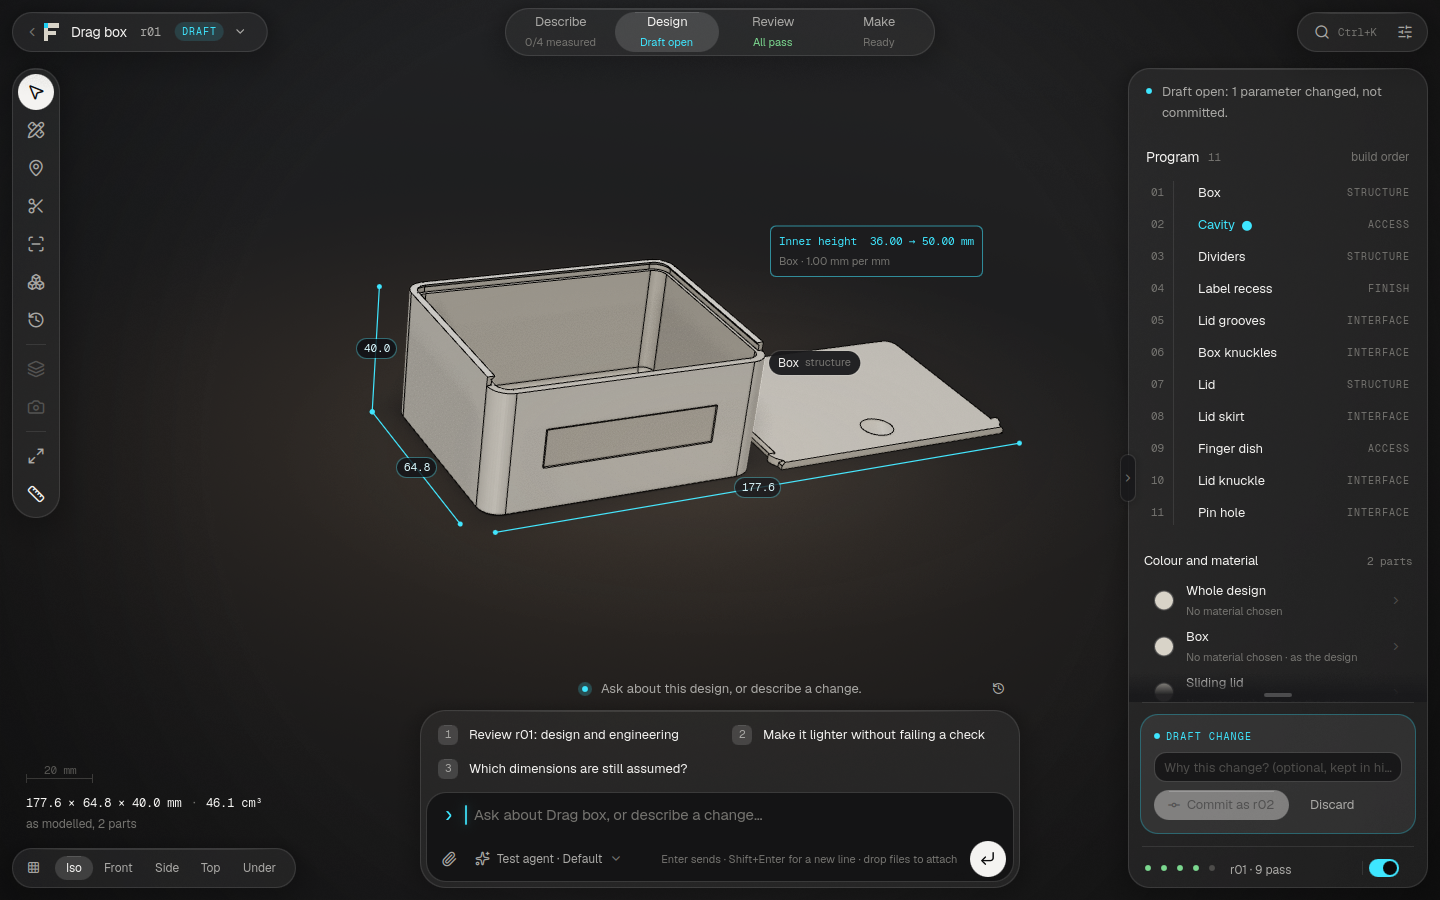 Drag box r01 DRAFT
Describe
0/4 measured
Design
Draft open
Review
All pass
Make
Ready
Ctrl+K
Draft open: 1 parameter changed, not
committed.
Program 11 build order
01 Box STRUCTURE
02 Cavity ACCESS
03 Dividers STRUCTURE
04 Label recess FINISH
05 Lid grooves INTERFACE
06 Box knuckles INTERFACE
07 Lid STRUCTURE
08 Lid skirt INTERFACE
09 Finger dish ACCESS
10 Lid knuckle INTERFACE
11 Pin hole INTERFACE
Colour and material 2 parts
Whole design
No material chosen
Box
No material chosen · as the design
Sliding lid
DRAFT CHANGE
Why this change? (optional, kept in hi…
Commit as r02 Discard
r01 · 9 pass
Inner height 36.00 → 50.00 mm
Box · 1.00 mm per mm
40.0
Box structure
64.8
177.6
Ask about this design, or describe a change.
1 Review r01: design and engineering
2 Make it lighter without failing a check
3 Which dimensions are still assumed?
Ask about Drag box, or describe a change…
Test agent · Default
Enter sends · Shift+Enter for a new line · drop files to attach
20 mm
177.6 × 64.8 × 40.0 mm · 46.1 cm³
as modelled, 2 parts
Iso Front Side Top Under